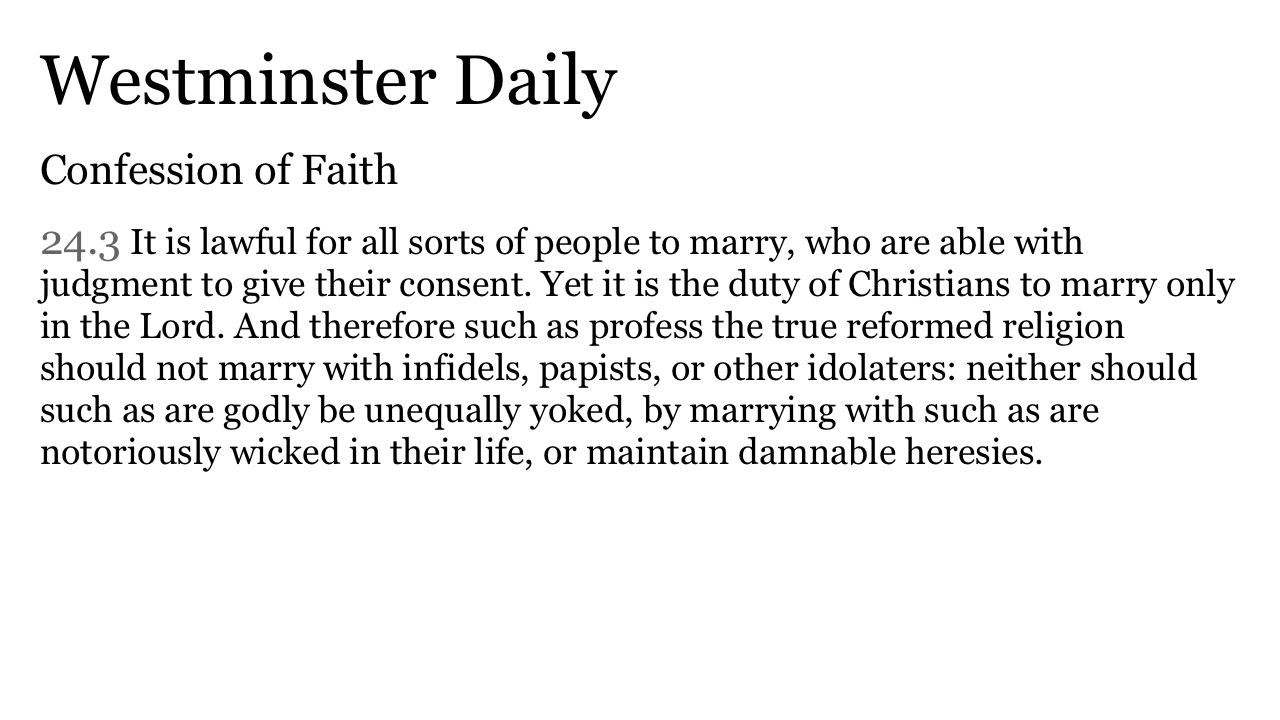 Westminster Daily
Confession of Faith
24.3 It is lawful for all sorts of people to marry, who are able with
judgment to give their consent. Yet it is the duty of Christians to marry only
in the Lord. And therefore such as profess the true reformed religion
should not marry with infidels, papists, or other idolaters: neither should
such as are godly be unequally yoked, by marrying with such as are
notoriously wicked in their life, or maintain damnable heresies.